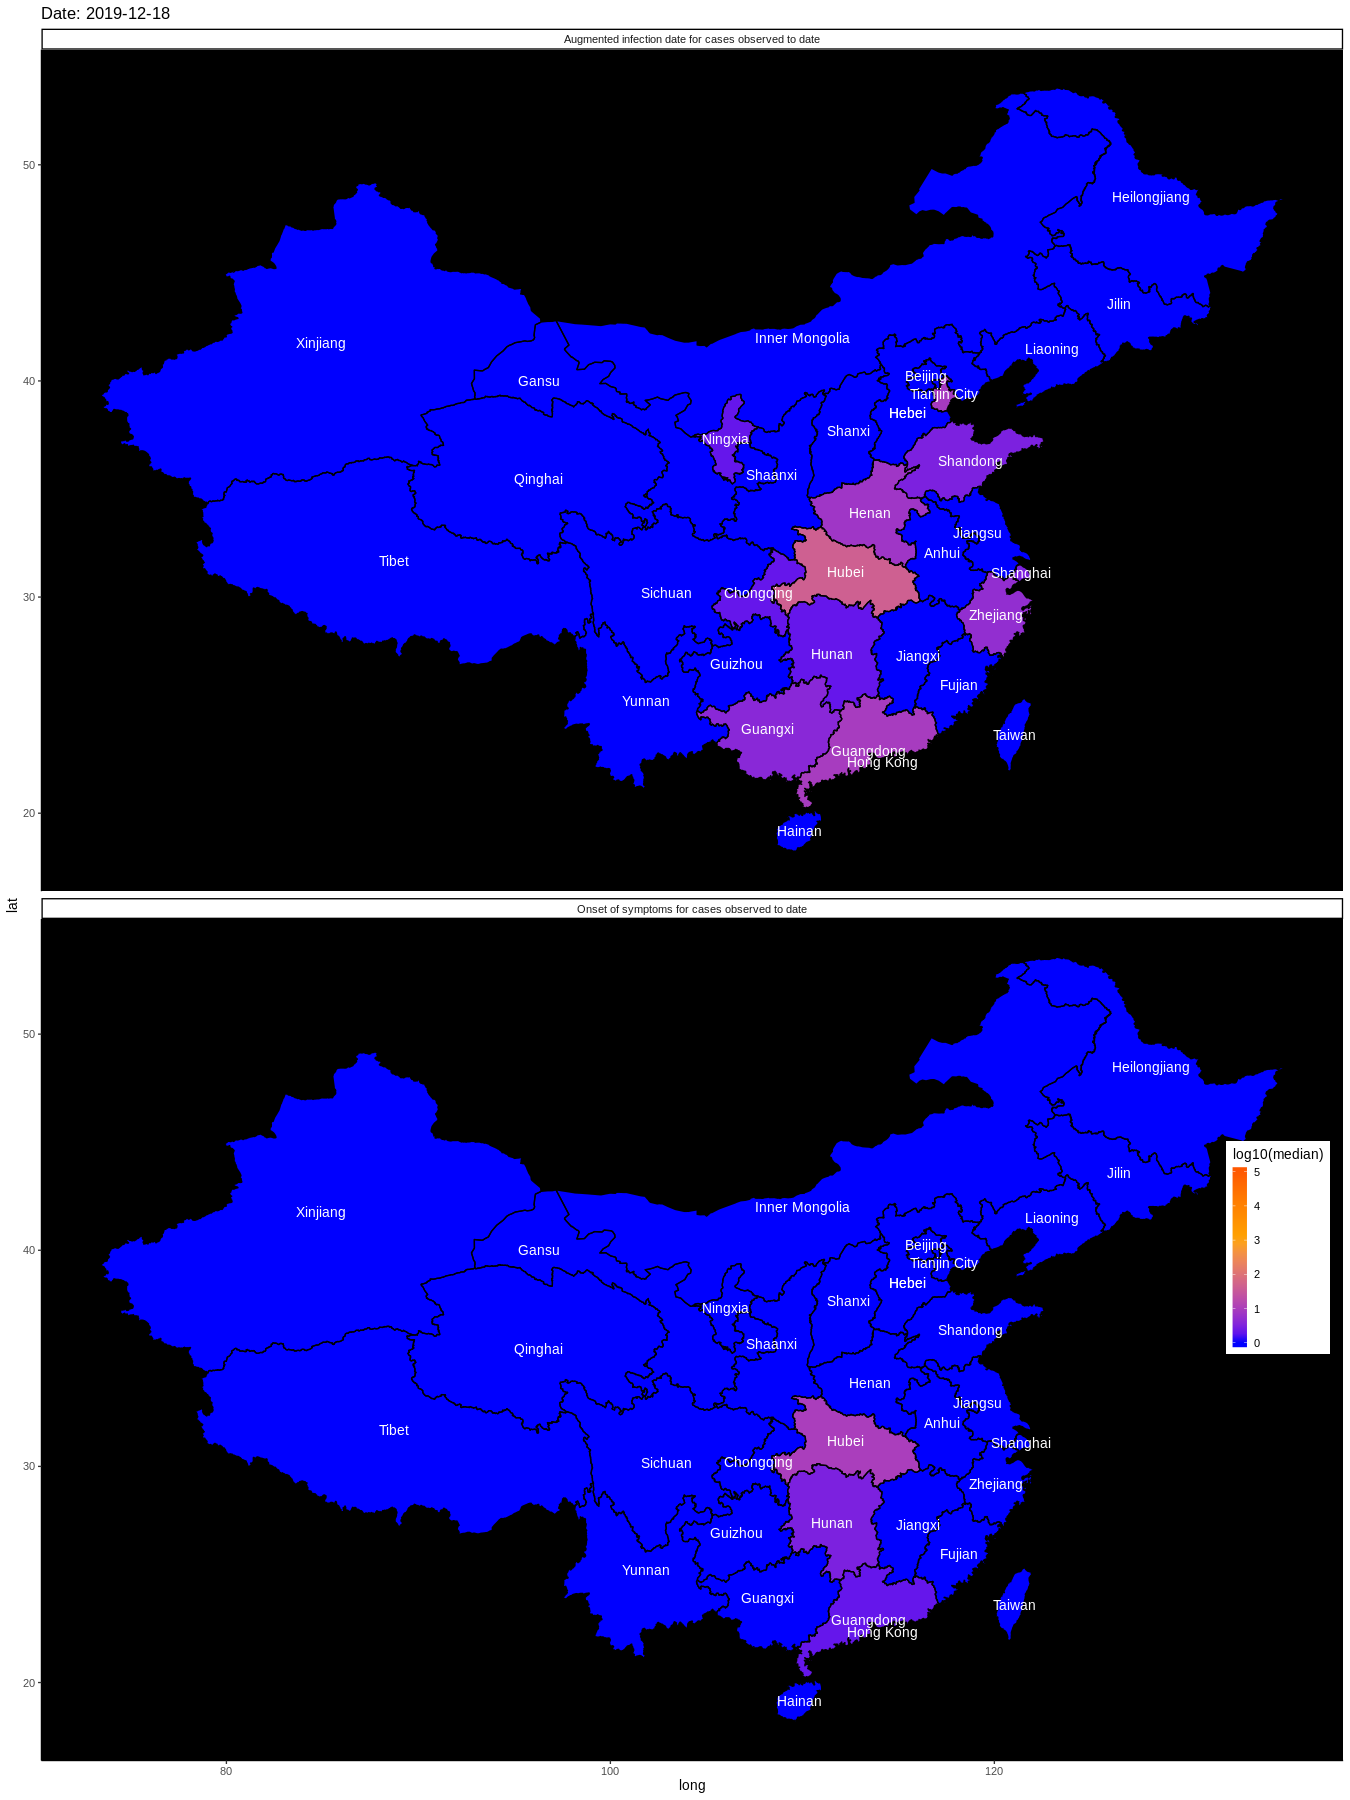 Date: 2019-12-18
Augmented infection date for cases observed to date
50
40
30
20
Heilongjiang
Jilin
Inner Mongolia
Xinjiang
Liaoning
Gansu
Beijing
Tianjin City
Hebei
Shanxi
Ningxia
Shandong
Qinghai
Shaanxi
Henan
Jiangsu
Anhui
Tibet
Hubei
Shanghai
Sichuan
Chongqing
Zhejiang
Hunan
Jiangxi
Guizhou
Fujian
Yunnan
Guangxi
Taiwan
Guangdong
Hong Kong
Hainan
lat
Onset of symptoms for cases observed to date
50
40
30
20
Heilongjiang
Jilin
Inner Mongolia
Xinjiang
Liaoning
Gansu
Beijing
Tianjin City
Hebei
Shanxi
Ningxia
Shandong
Qinghai
Shaanxi
Henan
Jiangsu
Anhui
Tibet
Hubei
Shanghai
Sichuan
Chongqing
Zhejiang
Hunan
Jiangxi
Guizhou
Fujian
Yunnan
Guangxi
Taiwan
Guangdong
Hong Kong
Hainan
log10(median)
5
4
3
2
1
0
80
100
120
long